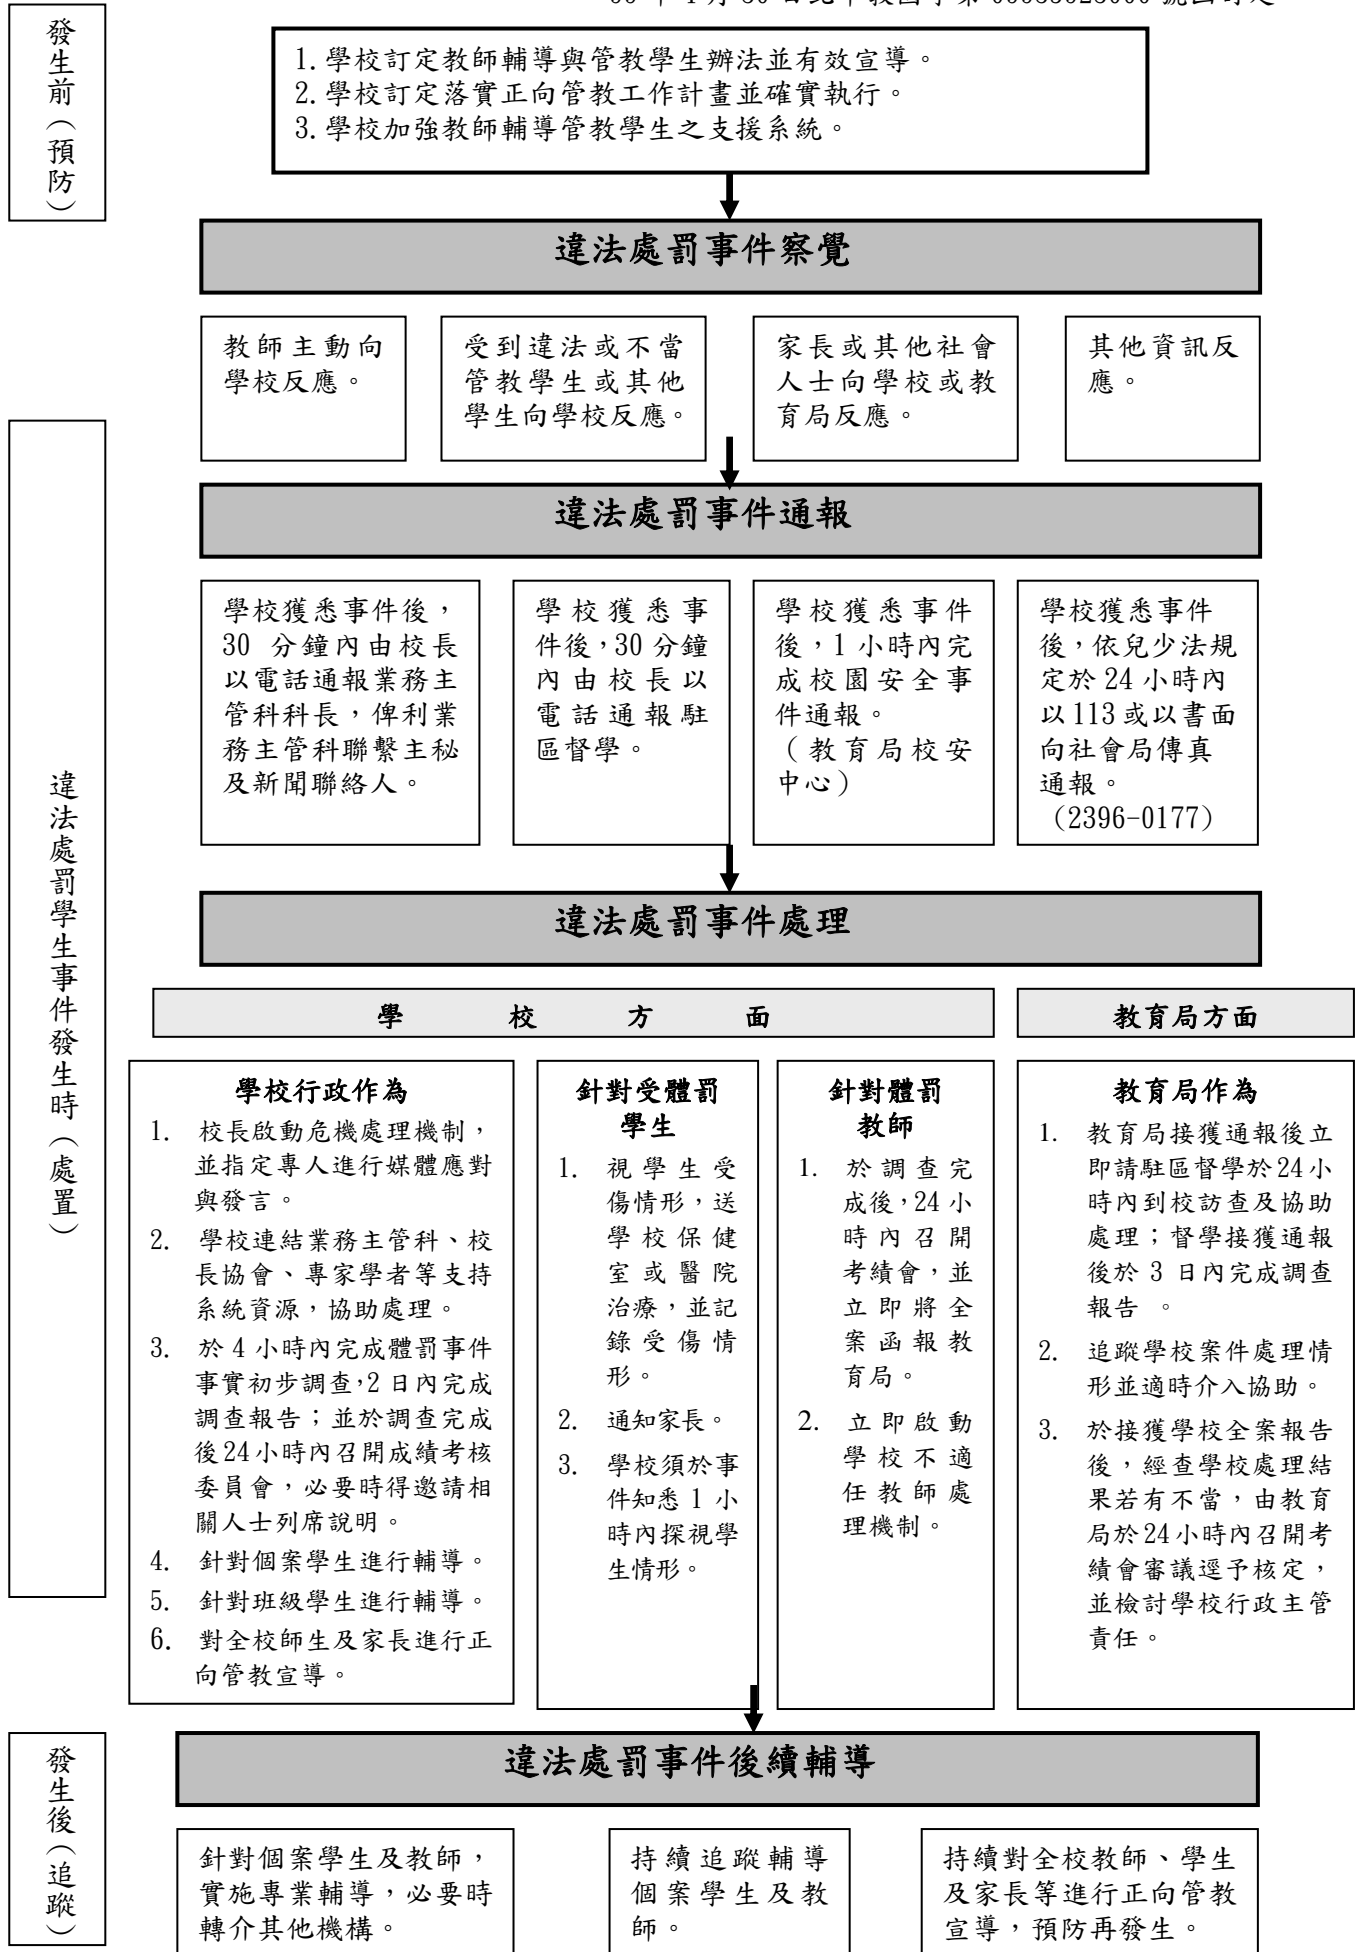 發生前（預防）
1.學校訂定教師輔導與管教學生辦法並有效宣導。
2.學校訂定落實正向管教工作計畫並確實執行。
3.學校加強教師輔導管教學生之支援系統。
違法處罰事件察覺
教師主動向
學校反應。
受到違法或不當
管教學生或其他
學生向學校反應。
家長或其他社會
人士向學校或教
育局反應。
其他資訊反
應。
違法處罰學生事件發生時（處置）
違法處罰事件通報
學校獲悉事件後，
30 分鐘內由校長
以電話通報業務主
管科科長，俾利業
務主管科聯繫主秘
及新聞聯絡人。
學校獲悉事
件後，30 分鐘
內由校長以
電話通報駐
區督學。
學校獲悉事件
後，1 小時內完
成校園安全事
件通報。
（教育局校安
中心）
學校獲悉事件
後，依兒少法規
定於 24 小時內
以 113 或以書面
向社會局傳真
通報。
（2396-0177）
違法處罰事件處理
學 校 方 面
教育局方面
學校行政作為
1. 校長啟動危機處理機制，
並指定專人進行媒體應對
與發言。
2. 學校連結業務主管科、校
長協會、專家學者等支持
系統資源，協助處理。
3. 於 4 小時內完成體罰事件
事實初步調查，2 日內完成
調查報告；並於調查完成
後 24 小時內召開成績考核
委員會，必要時得邀請相
關人士列席說明。
4. 針對個案學生進行輔導。
5. 針對班級學生進行輔導。
6. 對全校師生及家長進行正
向管教宣導。
針對受體罰
學生
1. 視學生受
傷情形，送
學校保健
室或醫院
治療，並記
錄受傷情
形。
2. 通知家長。
3. 學校須於事
件知悉 1 小
時內探視學
生情形。
針對體罰
教師
1. 於調查完
成後，24 小
時內召開
考績會，並
立即將全
案函報教
育局。
2. 立即啟動
學校不適
任教師處
理機制。
教育局作為
1. 教育局接獲通報後立
即請駐區督學於 24 小
時內到校訪查及協助
處理；督學接獲通報
後於 3 日內完成調查
報告 。
2. 追蹤學校案件處理情
形並適時介入協助。
3. 於接獲學校全案報告
後，經查學校處理結
果若有不當，由教育
局於 24 小時內召開考
績會審議逕予核定，
並檢討學校行政主管
責任。
發生後（追蹤）
違法處罰事件後續輔導
針對個案學生及教師，
實施專業輔導，必要時
轉介其他機構。
持續追蹤輔導
個案學生及教
師。
持續對全校教師、學生
及家長等進行正向管教
宣導，預防再發生。